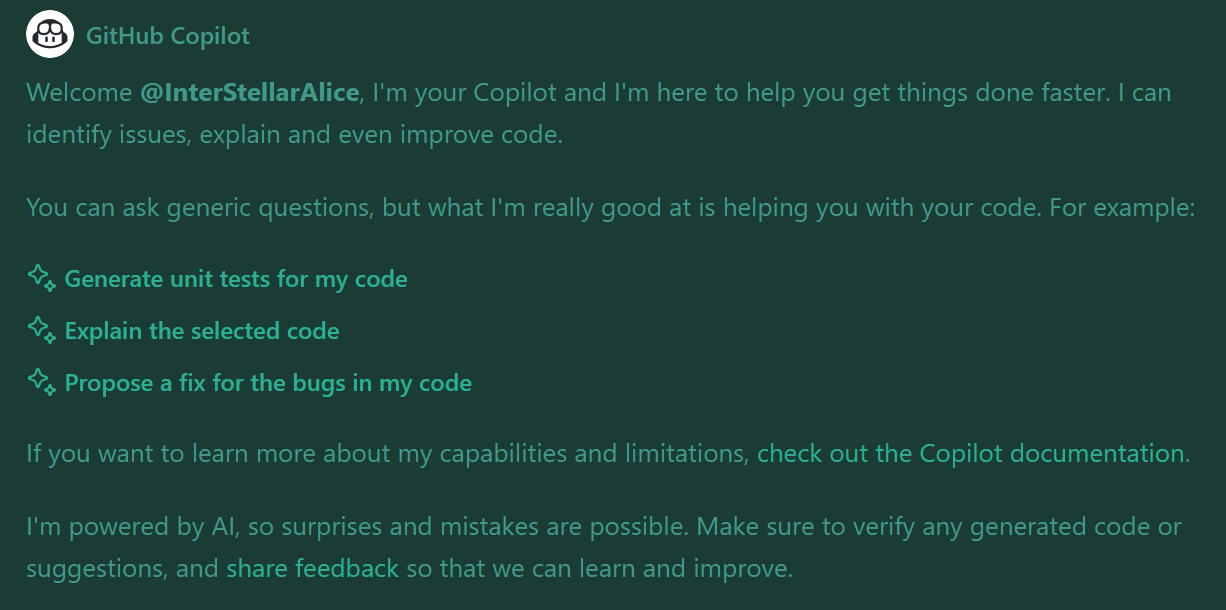 GitHub Copilot
Welcome @InterStellarAlice, I'm your Copilot and I'm here to help you get things done faster. I can
identify issues, explain and even improve code.
You can ask generic questions, but what I'm really good at is helping you with your code. For example:
Generate unit tests for my code
Explain the selected code
Propose a fix for the bugs in my code
If you want to learn more about my capabilities and limitations, check out the Copilot documentation.
I'm powered by AI, so surprises and mistakes are possible. Make sure to verify any generated code or
suggestions, and share feedback so that we can learn and improve.